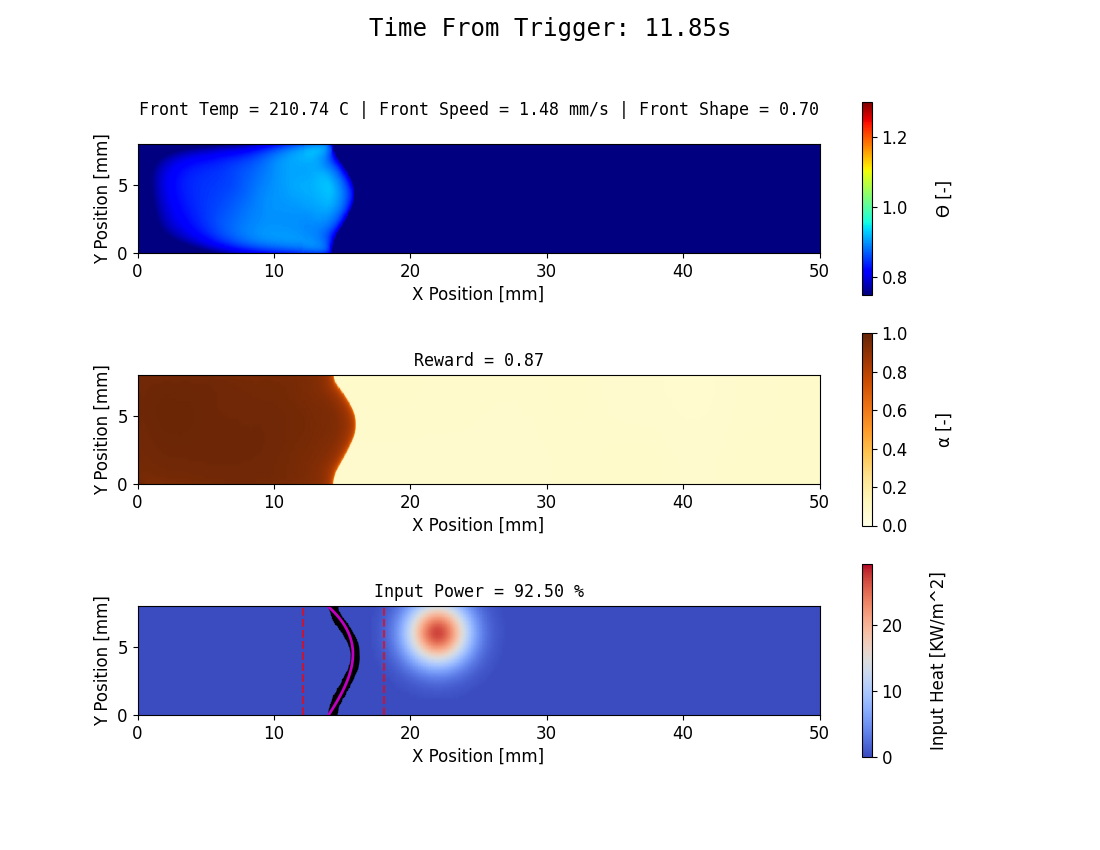 Time From Trigger: 11.85s
Front Temp = 210.74 C | Front Speed = 1.48 mm/s | Front Shape = 0.70
Y Position [mm]
5
0
0 10 20 30 40 50
X Position [mm]
1.2
1.0
0.8
Θ [-]
Reward = 0.87
Y Position [mm]
5
0
0 10 20 30 40 50
X Position [mm]
1.0
0.8
0.6
0.4
0.2
0.0
α [-]
Input Power = 92.50 %
Y Position [mm]
5
0
0 10 20 30 40 50
X Position [mm]
20
10
0
Input Heat [KW/m^2]